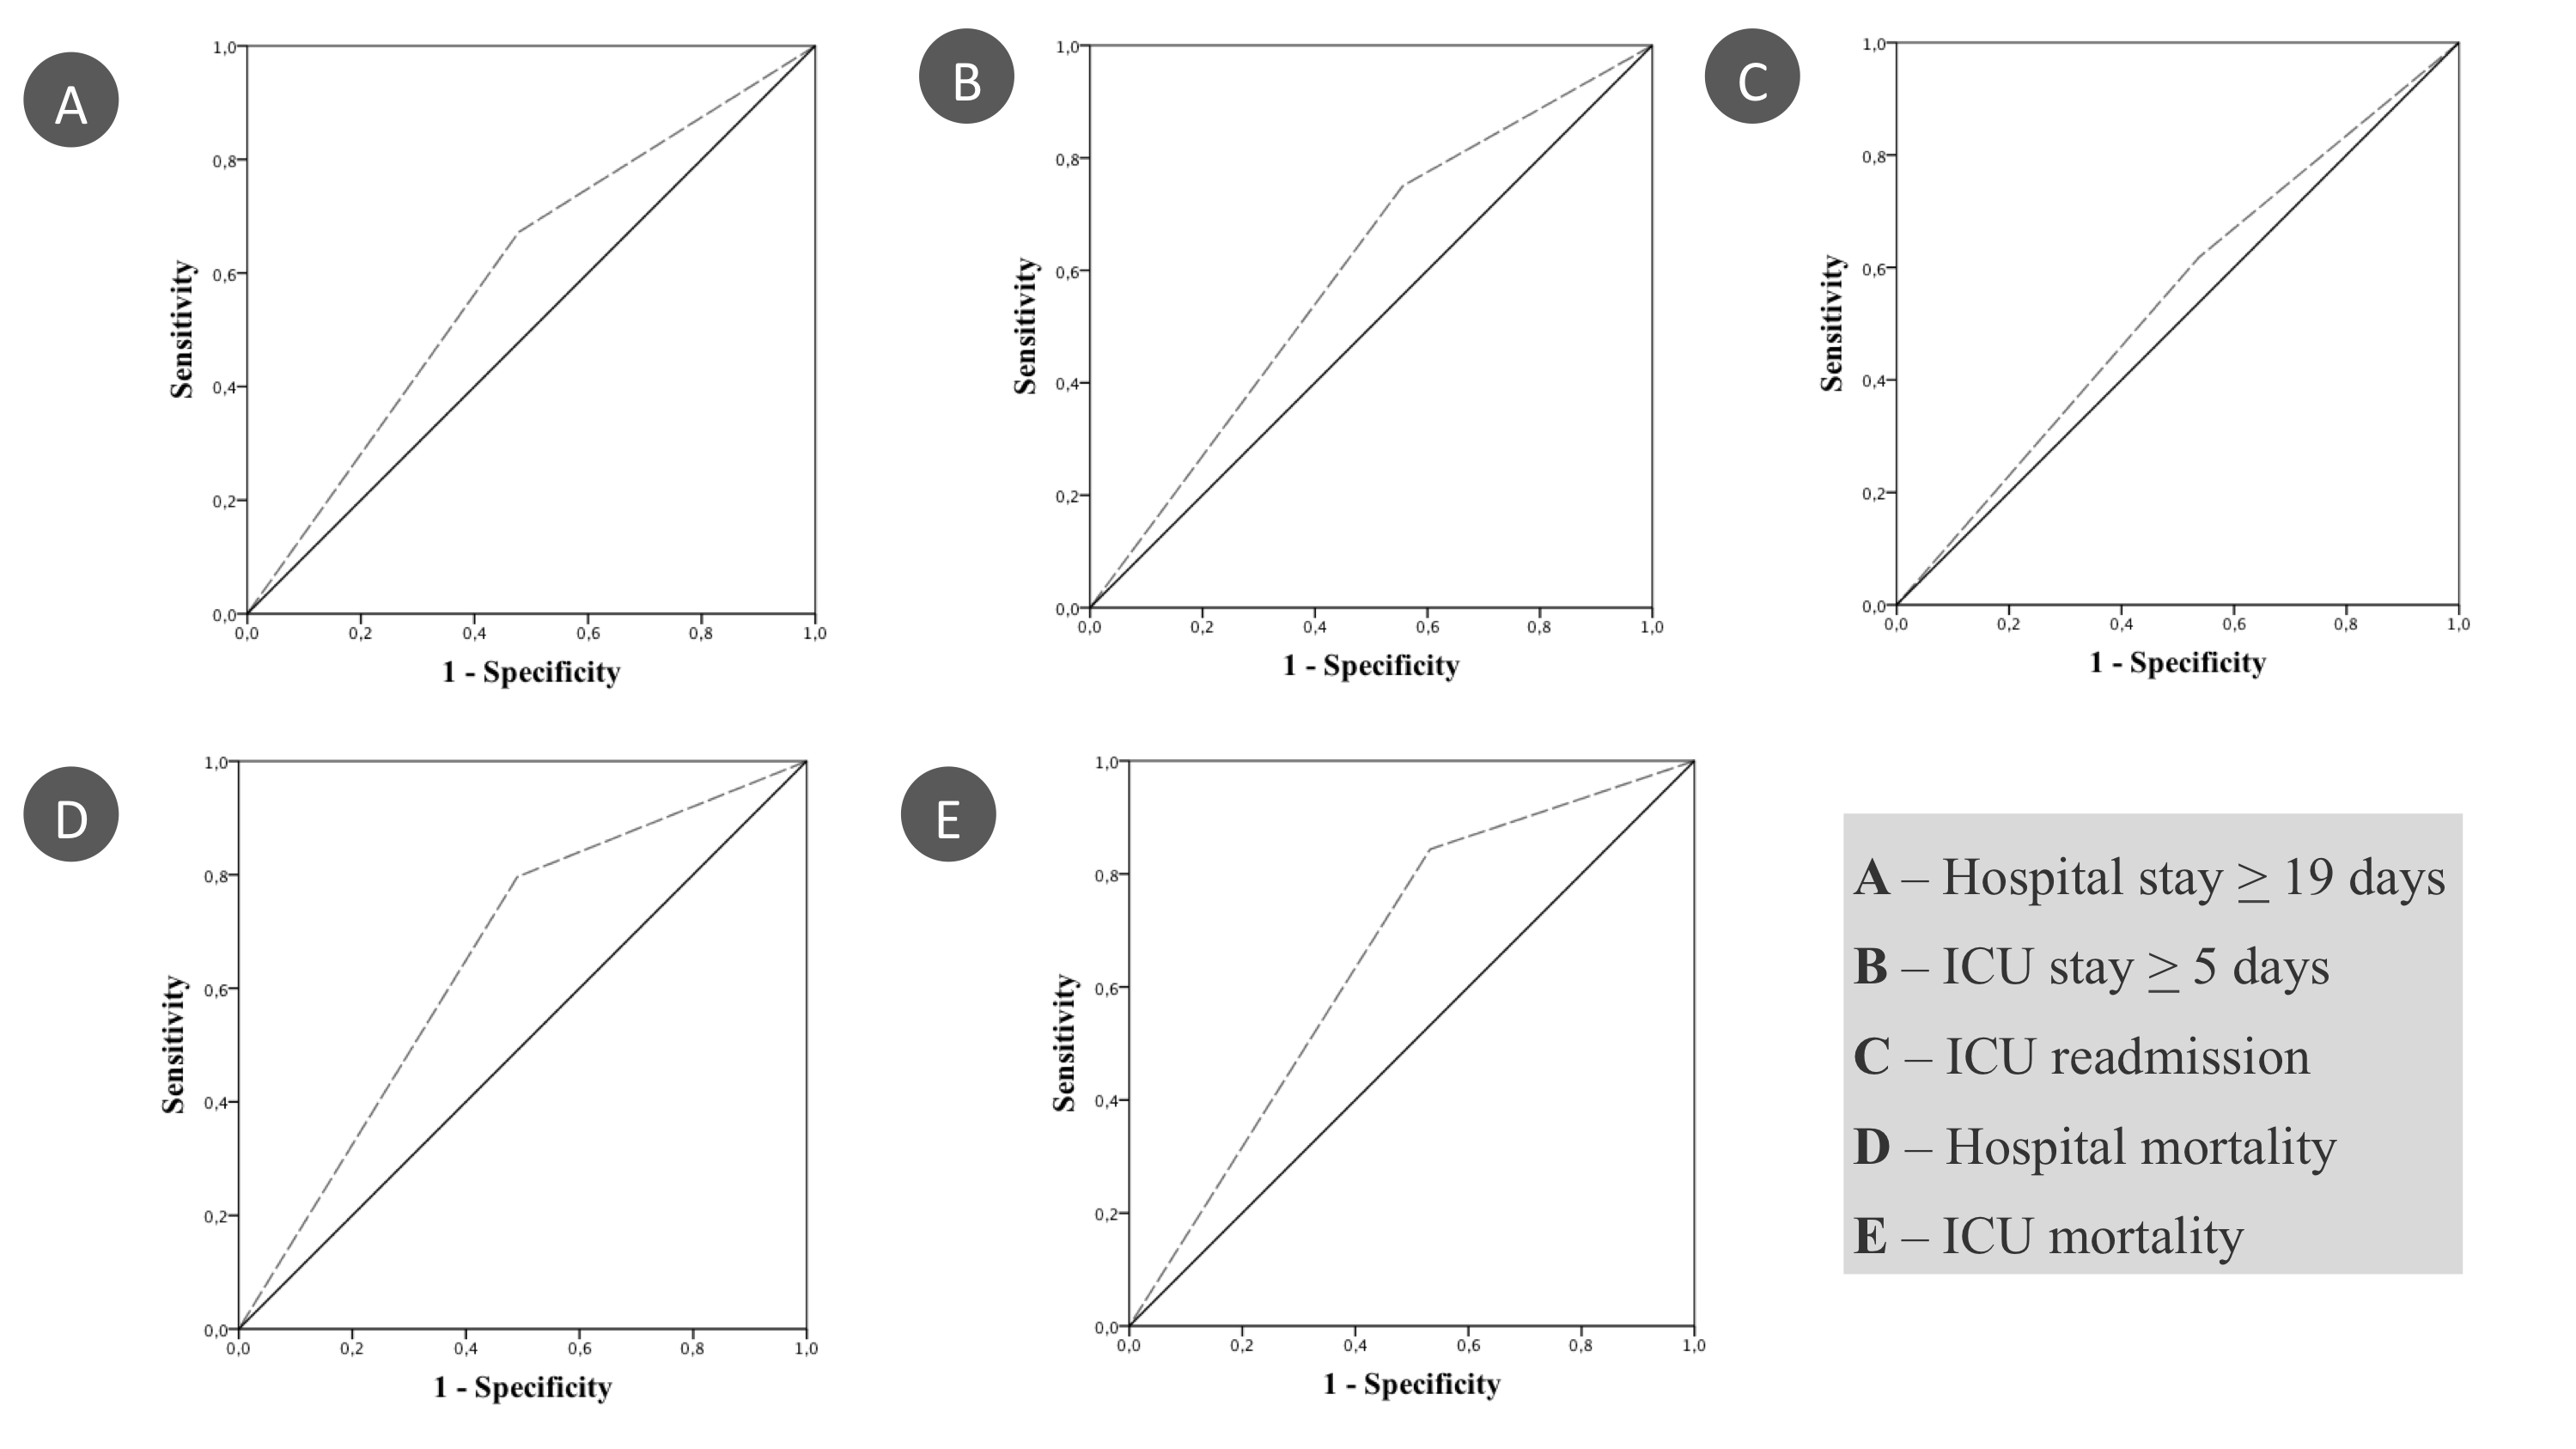 A
1,0
0,8
0,6
0,4
0,2
0,0
0,0 0,2 0,4 0,6 0,8 1,0
Sensitivity
1 - Specificity
B
1,0
0,8
0,6
0,4
0,2
0,0
0,0 0,2 0,4 0,6 0,8 1,0
Sensitivity
1 - Specificity
C
1,0
0,8
0,6
0,4
0,2
0,0
0,0 0,2 0,4 0,6 0,8 1,0
Sensitivity
1 - Specificity
D
1,0
0,8
0,6
0,4
0,2
0,0
0,0 0,2 0,4 0,6 0,8 1,0
Sensitivity
1 - Specificity
E
1,0
0,8
0,6
0,4
0,2
0,0
0,0 0,2 0,4 0,6 0,8 1,0
Sensitivity
1 - Specificity
A – Hospital stay ≥ 19 days
B – ICU stay ≥ 5 days
C – ICU readmission
D – Hospital mortality
E – ICU mortality